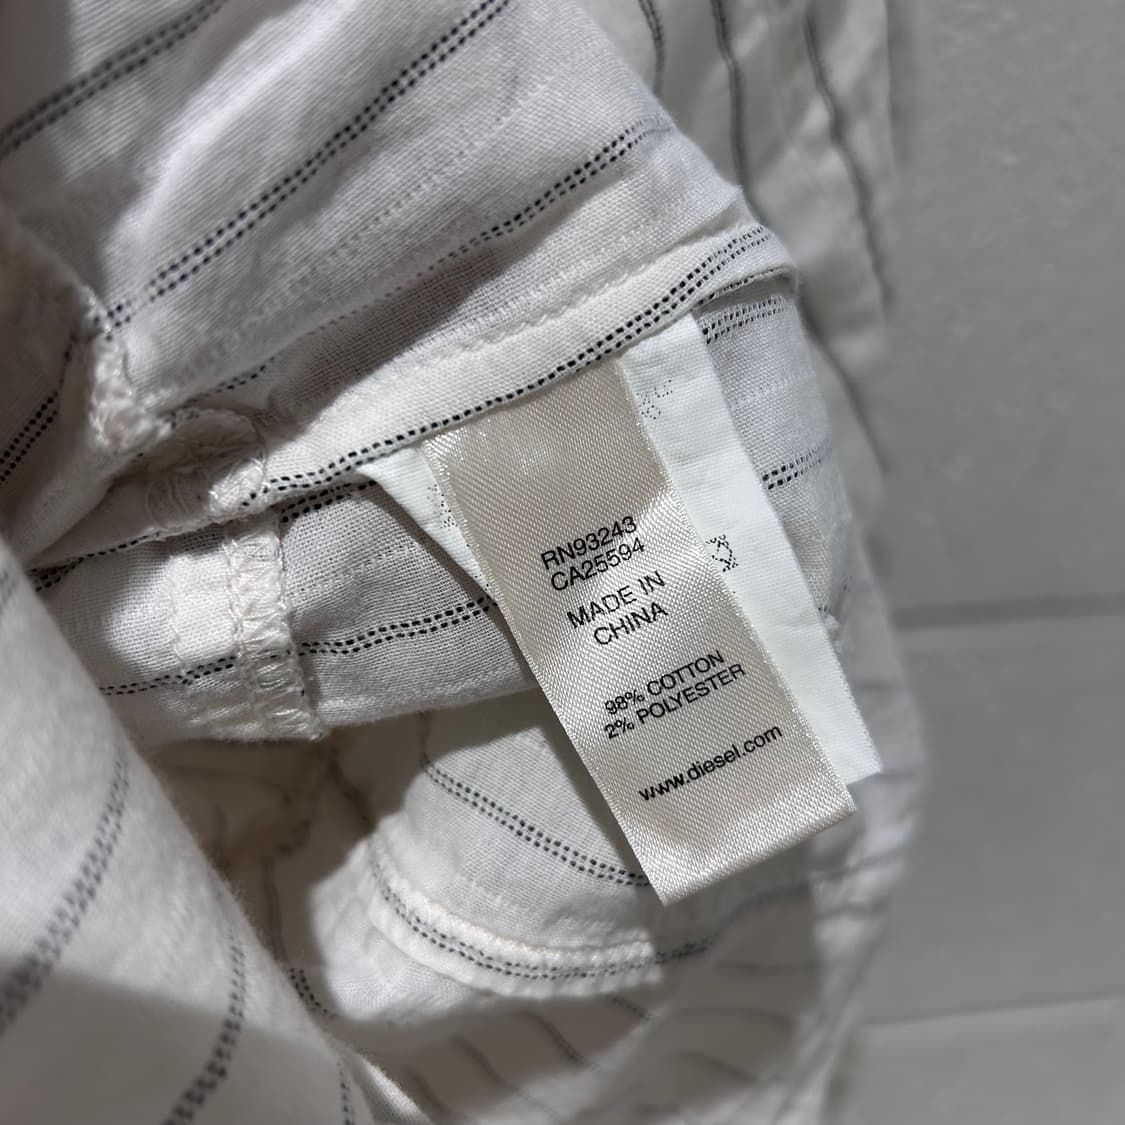 RN93243
CA25594
MADE IN
CHINA
98% COTTON
2% POLYESTER
www.diesel.com